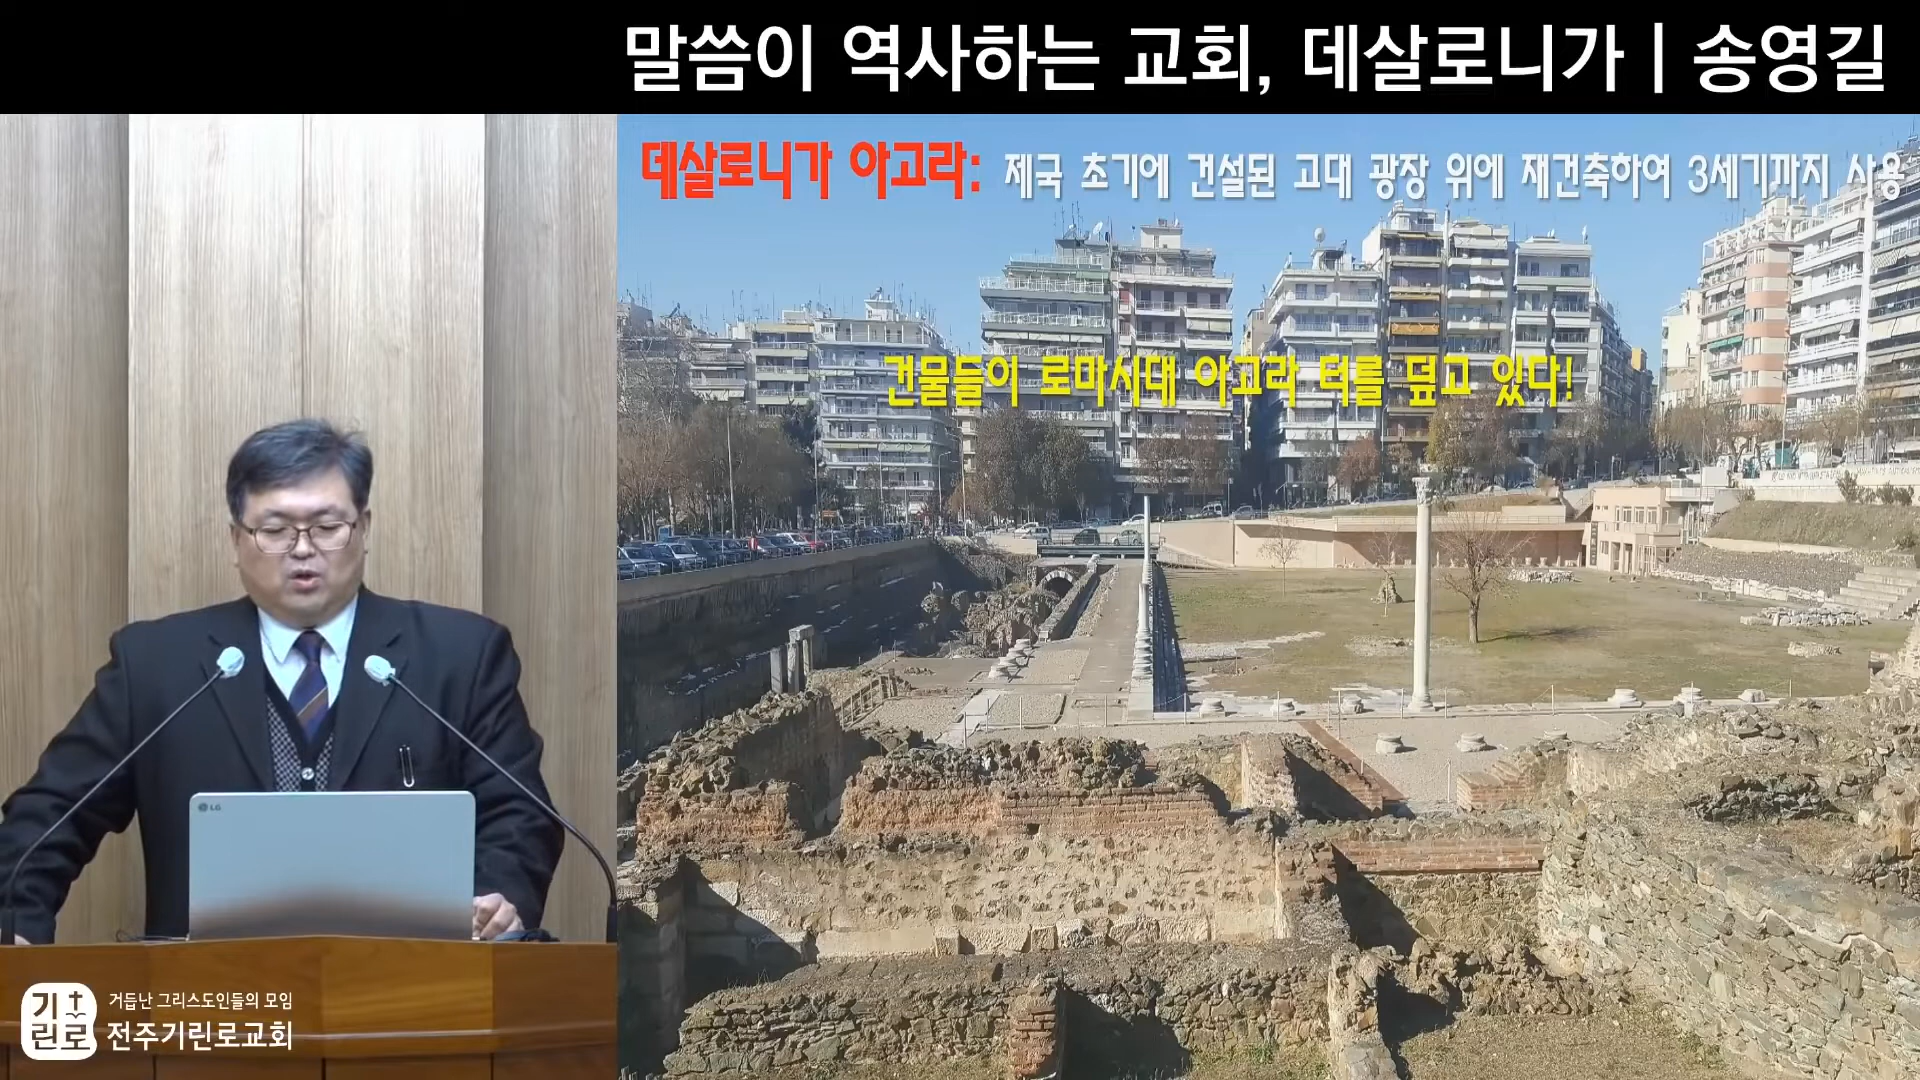 말씀이 역사하는 교회, 데살로니가 | 송영길
데살로니가 아고라: 제국 초기에 건설된 고대 광장 위에 재건축하여 3세기까지 사용
건물들이 로마시대 아고라 터를 덮고 있다!
LG
기린로
거듭난 그리스도인들의 모임
전주기린로교회